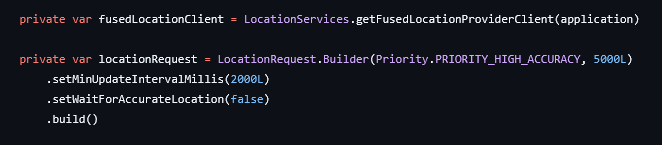 private var fusedLocationClient = LocationServices.getFusedLocationProviderClient(application)
private var locationRequest = LocationRequest.Builder(Priority.PRIORITY_HIGH_ACCURACY, 5000L)
    .setMinUpdateIntervalMillis(2000L)
    .setWaitForAccurateLocation(false)
    .build()